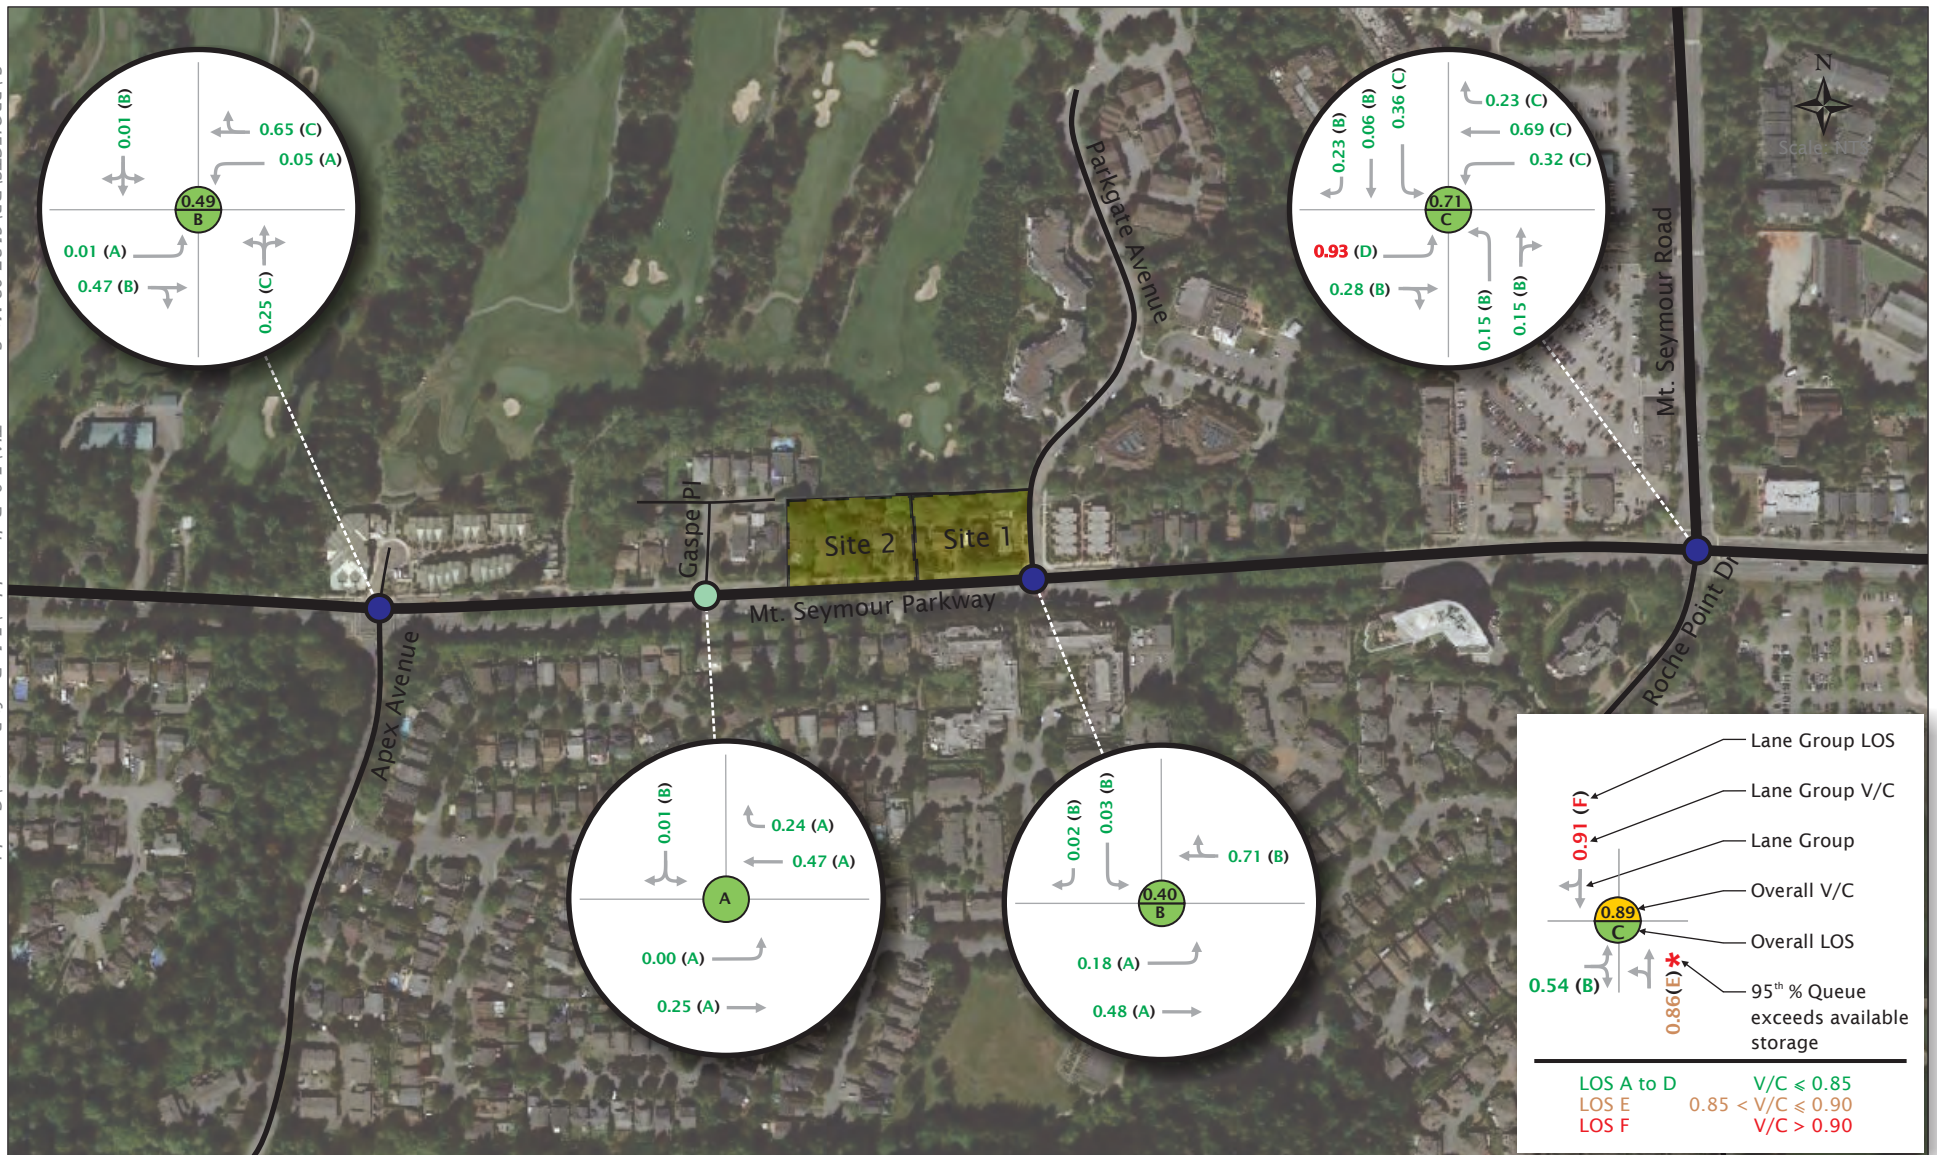 0.01 (B)
0.65 (C)
0.05 (A)
0.49
B
0.01 (A)
0.47 (B)
0.25 (C)
0.23 (B)
0.06 (B)
0.36 (C)
0.23 (C)
0.69 (C)
0.32 (C)
0.71
C
0.93 (D)
0.28 (B)
0.15 (B)
0.15 (B)
N
Scale: NTS
Parkgate Avenue
Mt. Seymour Road
Gaspe Pl
Site 2
Site 1
Mt. Seymour Parkway
Apex Avenue
Roche Point Dr
0.01 (B)
0.24 (A)
0.47 (A)
A
0.00 (A)
0.25 (A)
0.02 (B)
0.03 (B)
0.71 (B)
0.40
B
0.18 (A)
0.48 (A)
Lane Group LOS
0.91 (F)
Lane Group V/C
Lane Group
Overall V/C
0.89
C
Overall LOS
0.54 (B)
0.86(E) *
95th % Queue
exceeds available
storage
LOS A to D V/C ⩽ 0.85
LOS E 0.85 < V/C ⩽ 0.90
LOS F V/C > 0.90